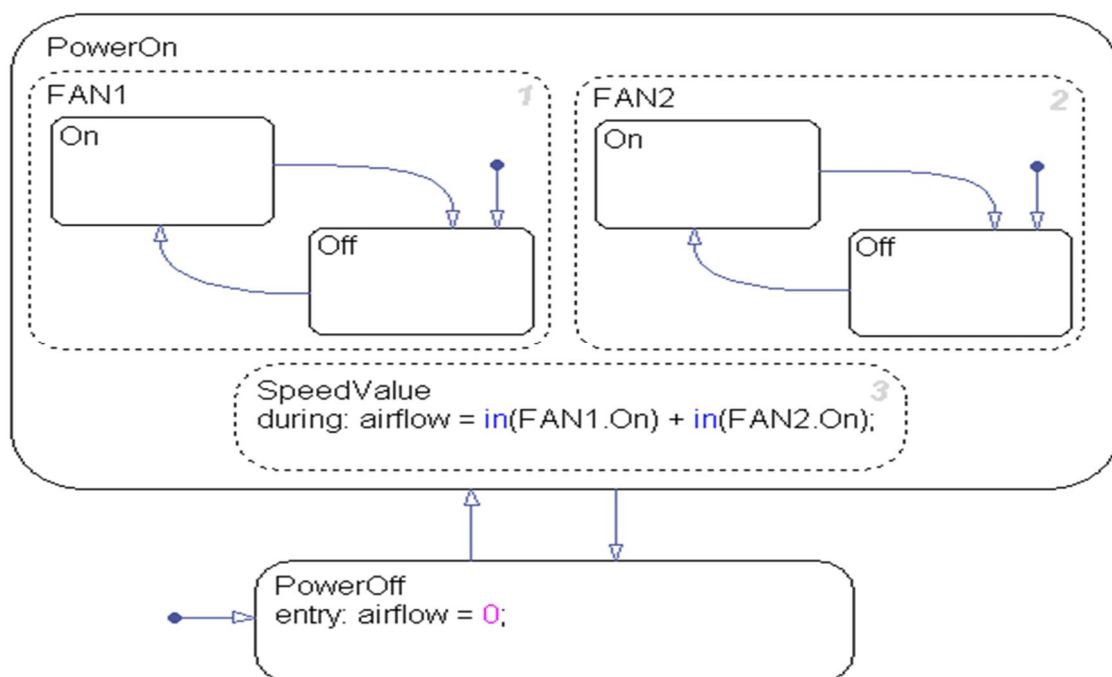 PowerOn
FAN1
1
On
Off
FAN2
2
On
Off
SpeedValue
3
during: airflow = in(FAN1.On) + in(FAN2.On);
PowerOff
entry: airflow = 0;